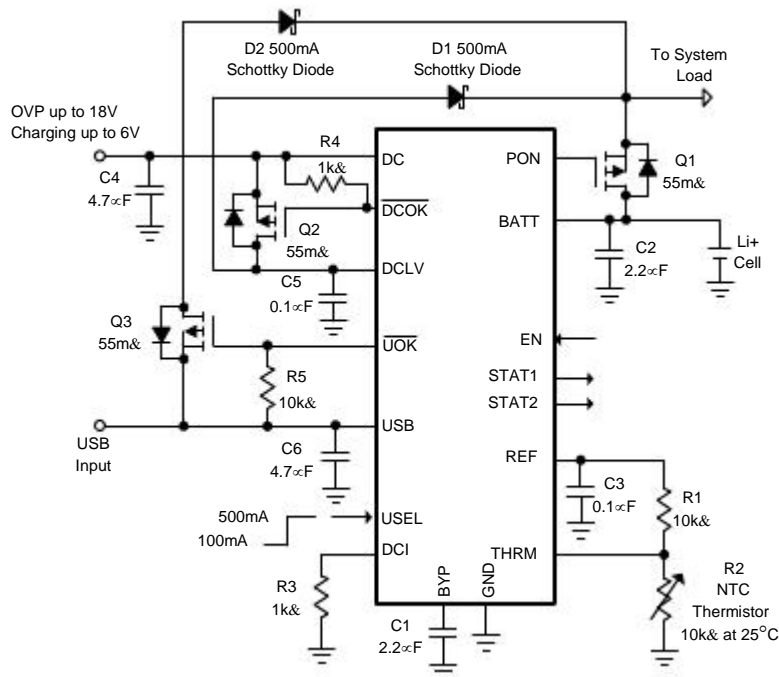 D2 500mA
Schottky Diode
D1 500mA
Schottky Diode
To System
Load
OVP up to 18V
Charging up to 6V
R4
1k&
DC
PON
Q1
55m&
C4
4.7∝F
DCOK
Q2
55m&
BATT
C2
2.2∝F
Li+
Cell
DCLV
C5
0.1∝F
Q3
55m&
UOK
EN
R5
10k&
STAT1
STAT2
USB
Input
USB
C6
4.7∝F
REF
C3
0.1∝F
R1
10k&
500mA
100mA
USEL
DCI
THRM
R3
1k&
BYP
GND
R2
NTC
Thermistor
10k& at 25°C
C1
2.2∝F